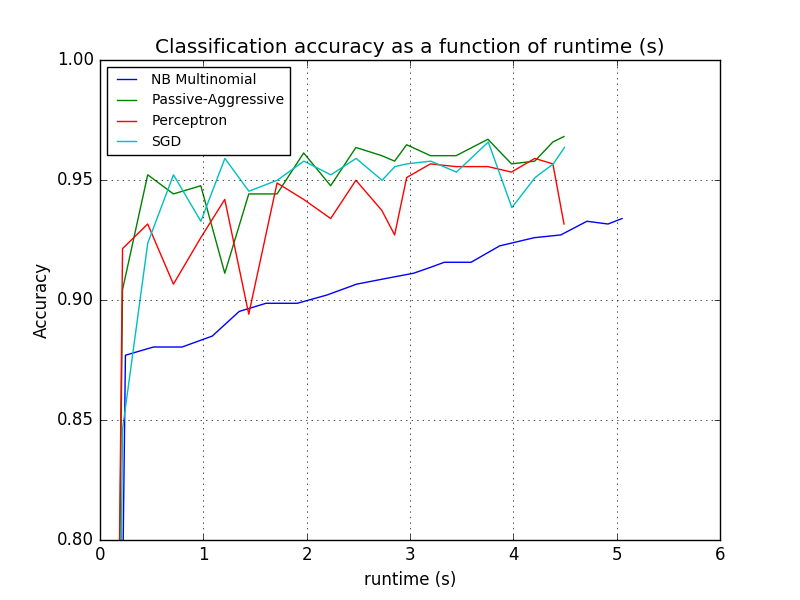 Classification accuracy as a function of runtime (s)
1.00
NB Multinomial
Passive-Aggressive
Perceptron
SGD
0.95
0.90
0.85
0.80
Accuracy
0 1 2 3 4 5 6
runtime (s)